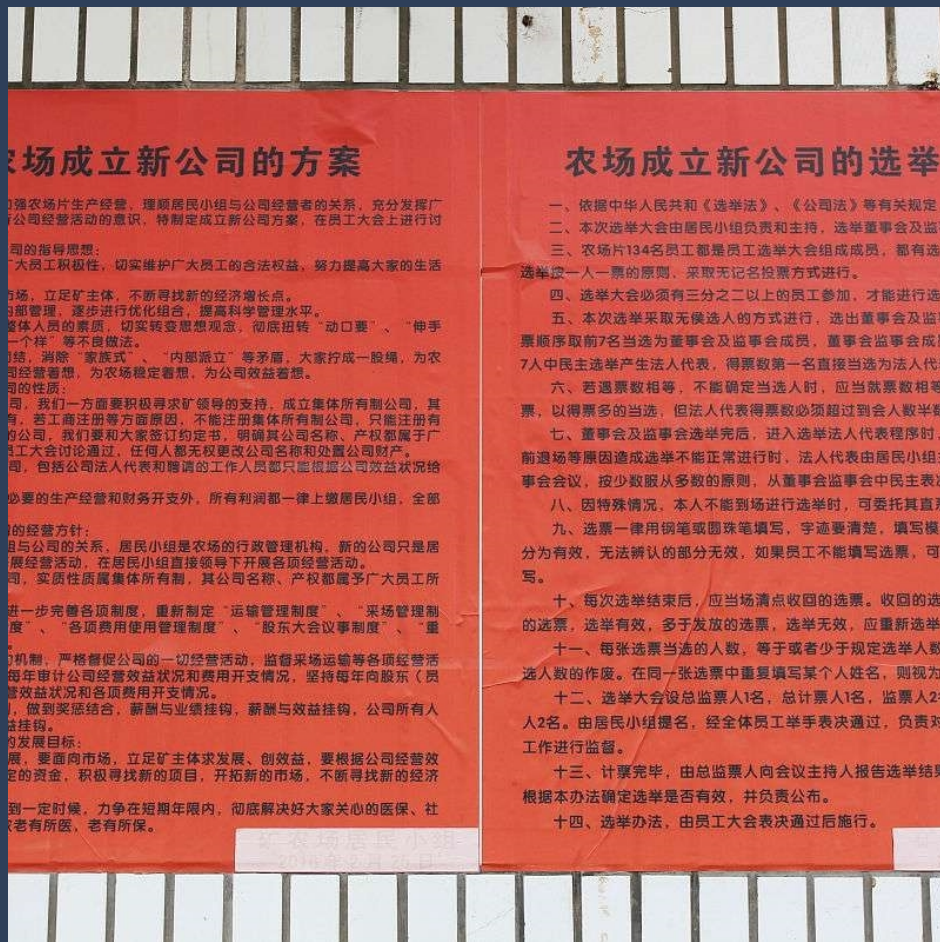 农场成立新公司的方案
强农场片生产经营，理顺居民小组与公司经营者的关系，充分发挥广
公司经营活动的意识，特制定成立新公司方案，在员工大会上进行讨
司的指导思想：
广大员工积极性，切实维护广大员工的合法权益，努力提高大家的生活
市场，立足矿主体，不断寻找新的经济增长点。
内部管理，逐步进行优化组合，提高科学管理水平。
整体人员的素质，切实转变思想观念，彻底扭转“动口要”、“伸手
一个样”等不良做法。
团结，消除“家族式”、“内部派立”等矛盾，大家拧成一股绳，为农
司经营着想，为农场稳定着想，为公司效益着想。
司的性质：
司，我们一方面要积极寻求矿领导的支持，成立集体所有制公司，其
有，若工商注册等方面原因，不能注册集体所有制公司，只能注册有
的公司，我们要和大家签订约定书，明确其公司名称、产权都属于广
员工大会讨论通过，任何人都无权更改公司名称和处置公司财产。
司，包括公司法人代表和聘请的工作人员都只能根据公司效益状况给
必要的生产经营和财务开支外，所有利润都一律上缴居民小组，全部
的经营方针：
组与公司的关系，居民小组是农场的行政管理机构，新的公司只是居
展经营活动，在居民小组直接领导下开展各项经营活动。
司，实质性质属集体所有制，其公司名称、产权都属予广大员工所
进一步完善各项制度，重新制定“运输管理制度”、“采场管理制
度”、“各项费用使用管理制度”、“股东大会议事制度”、“重
机制，严格督促公司的一切经营活动，监督采场运输等各项经营活
每年审计公司经营效益状况和费用开支情况，坚持每年向股东（员
营效益状况和各项费用开支情况。
，做到奖惩结合，薪酬与业绩挂钩，薪酬与效益挂钩，公司所有人
益挂钩。
的发展目标：
展，要面向市场，立足矿主体求发展、创效益，要根据公司经营效
定的资金，积极寻找新的项目，开拓新的市场，不断寻找新的经济
到一定时候，力争在短期年限内，彻底解决好大家关心的医保、社
老有所医，老有所保。
矿农场居民小组
农场成立新公司的选举
一、依据中华人民共和《选举法》、《公司法》等有关规定
二、本次选举大会由居民小组负责和主持，选举董事会及监
三、农场片134名员工都是员工选举大会组成成员，都有选
选举按一人一票的原则，采取无记名投票方式进行。
四、选举大会必须有三分之二以上的员工参加，才能进行选
五、本次选举采取无侯选人的方式进行，选出董事会及监
票顺序取前7名当选为董事会及监事会成员，董事会监事会成
7人中民主选举产生法人代表，得票数第一名直接当选为法人代
六、若遇票数相等，不能确定当选人时，应当就票数相等
票，以得票多的当选，但法人代表得票数必须超过到会人数半数
七、董事会及监事会选举完后，进入选举法人代表程序时，
前退场等原因造成选举不能正常进行时，法人代表由居民小组
事会会议，按少数服从多数的原则，从董事会监事会中民主表
八、因特殊情况，本人不能到场进行选举时，可委托其直
九、选票一律用钢笔或圆珠笔填写，字迹要清楚，填写模
分为有效，无法辨认的部分无效，如果员工不能填写选票，可
写。
十、每次选举结束后，应当场清点收回的选票。收回的选
的选票，选举有效，多于发放的选票，选举无效，应重新选举
十一、每张选票当选的人数，等于或者少于规定选举人数
选人数的作废。在同一张选票中重复填写某个人姓名，则视为
十二、选举大会设总监票人1名，总计票人1名，监票人2
人2名。由居民小组提名，经全体员工举手表决通过，负责对
工作进行监督。
十三、计票完毕，由总监票人向会议主持人报告选举结果
根据本办法确定选举是否有效，并负责公布。
十四、选举办法，由员工大会表决通过后施行。